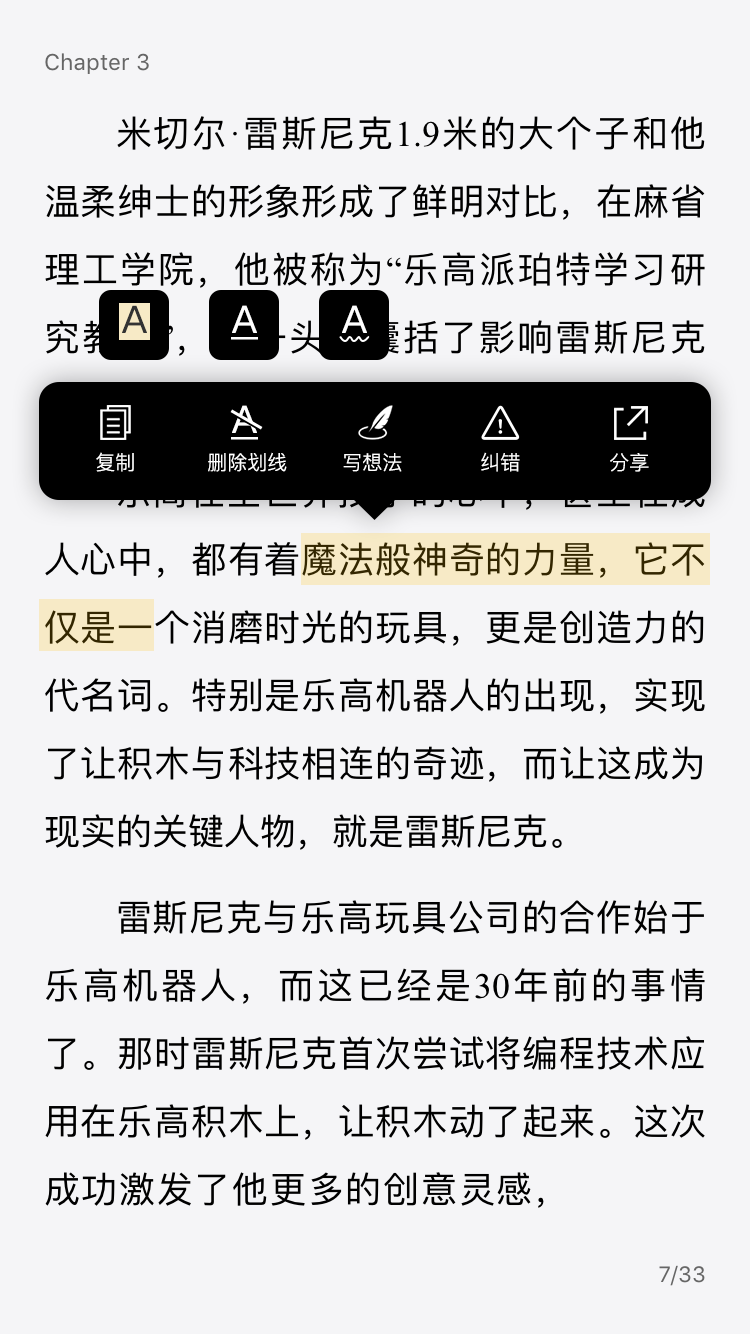 Chapter 3
米切尔·雷斯尼克1.9米的大个子和他
温柔绅士的形象形成了鲜明对比，在麻省
理工学院，他被称为“乐高派珀特学习研
A
A
A
究教”，一头囊括了影响雷斯尼克
复制
删除划线
写想法
纠错
分享
人心中，都有着魔法般神奇的力量，它不
仅是一个消磨时光的玩具，更是创造力的
代名词。特别是乐高机器人的出现，实现
了让积木与科技相连的奇迹，而让这成为
现实的关键人物，就是雷斯尼克。
雷斯尼克与乐高玩具公司的合作始于
乐高机器人，而这已经是30年前的事情
了。那时雷斯尼克首次尝试将编程技术应
用在乐高积木上，让积木动了起来。这次
成功激发了他更多的创意灵感，
7/33